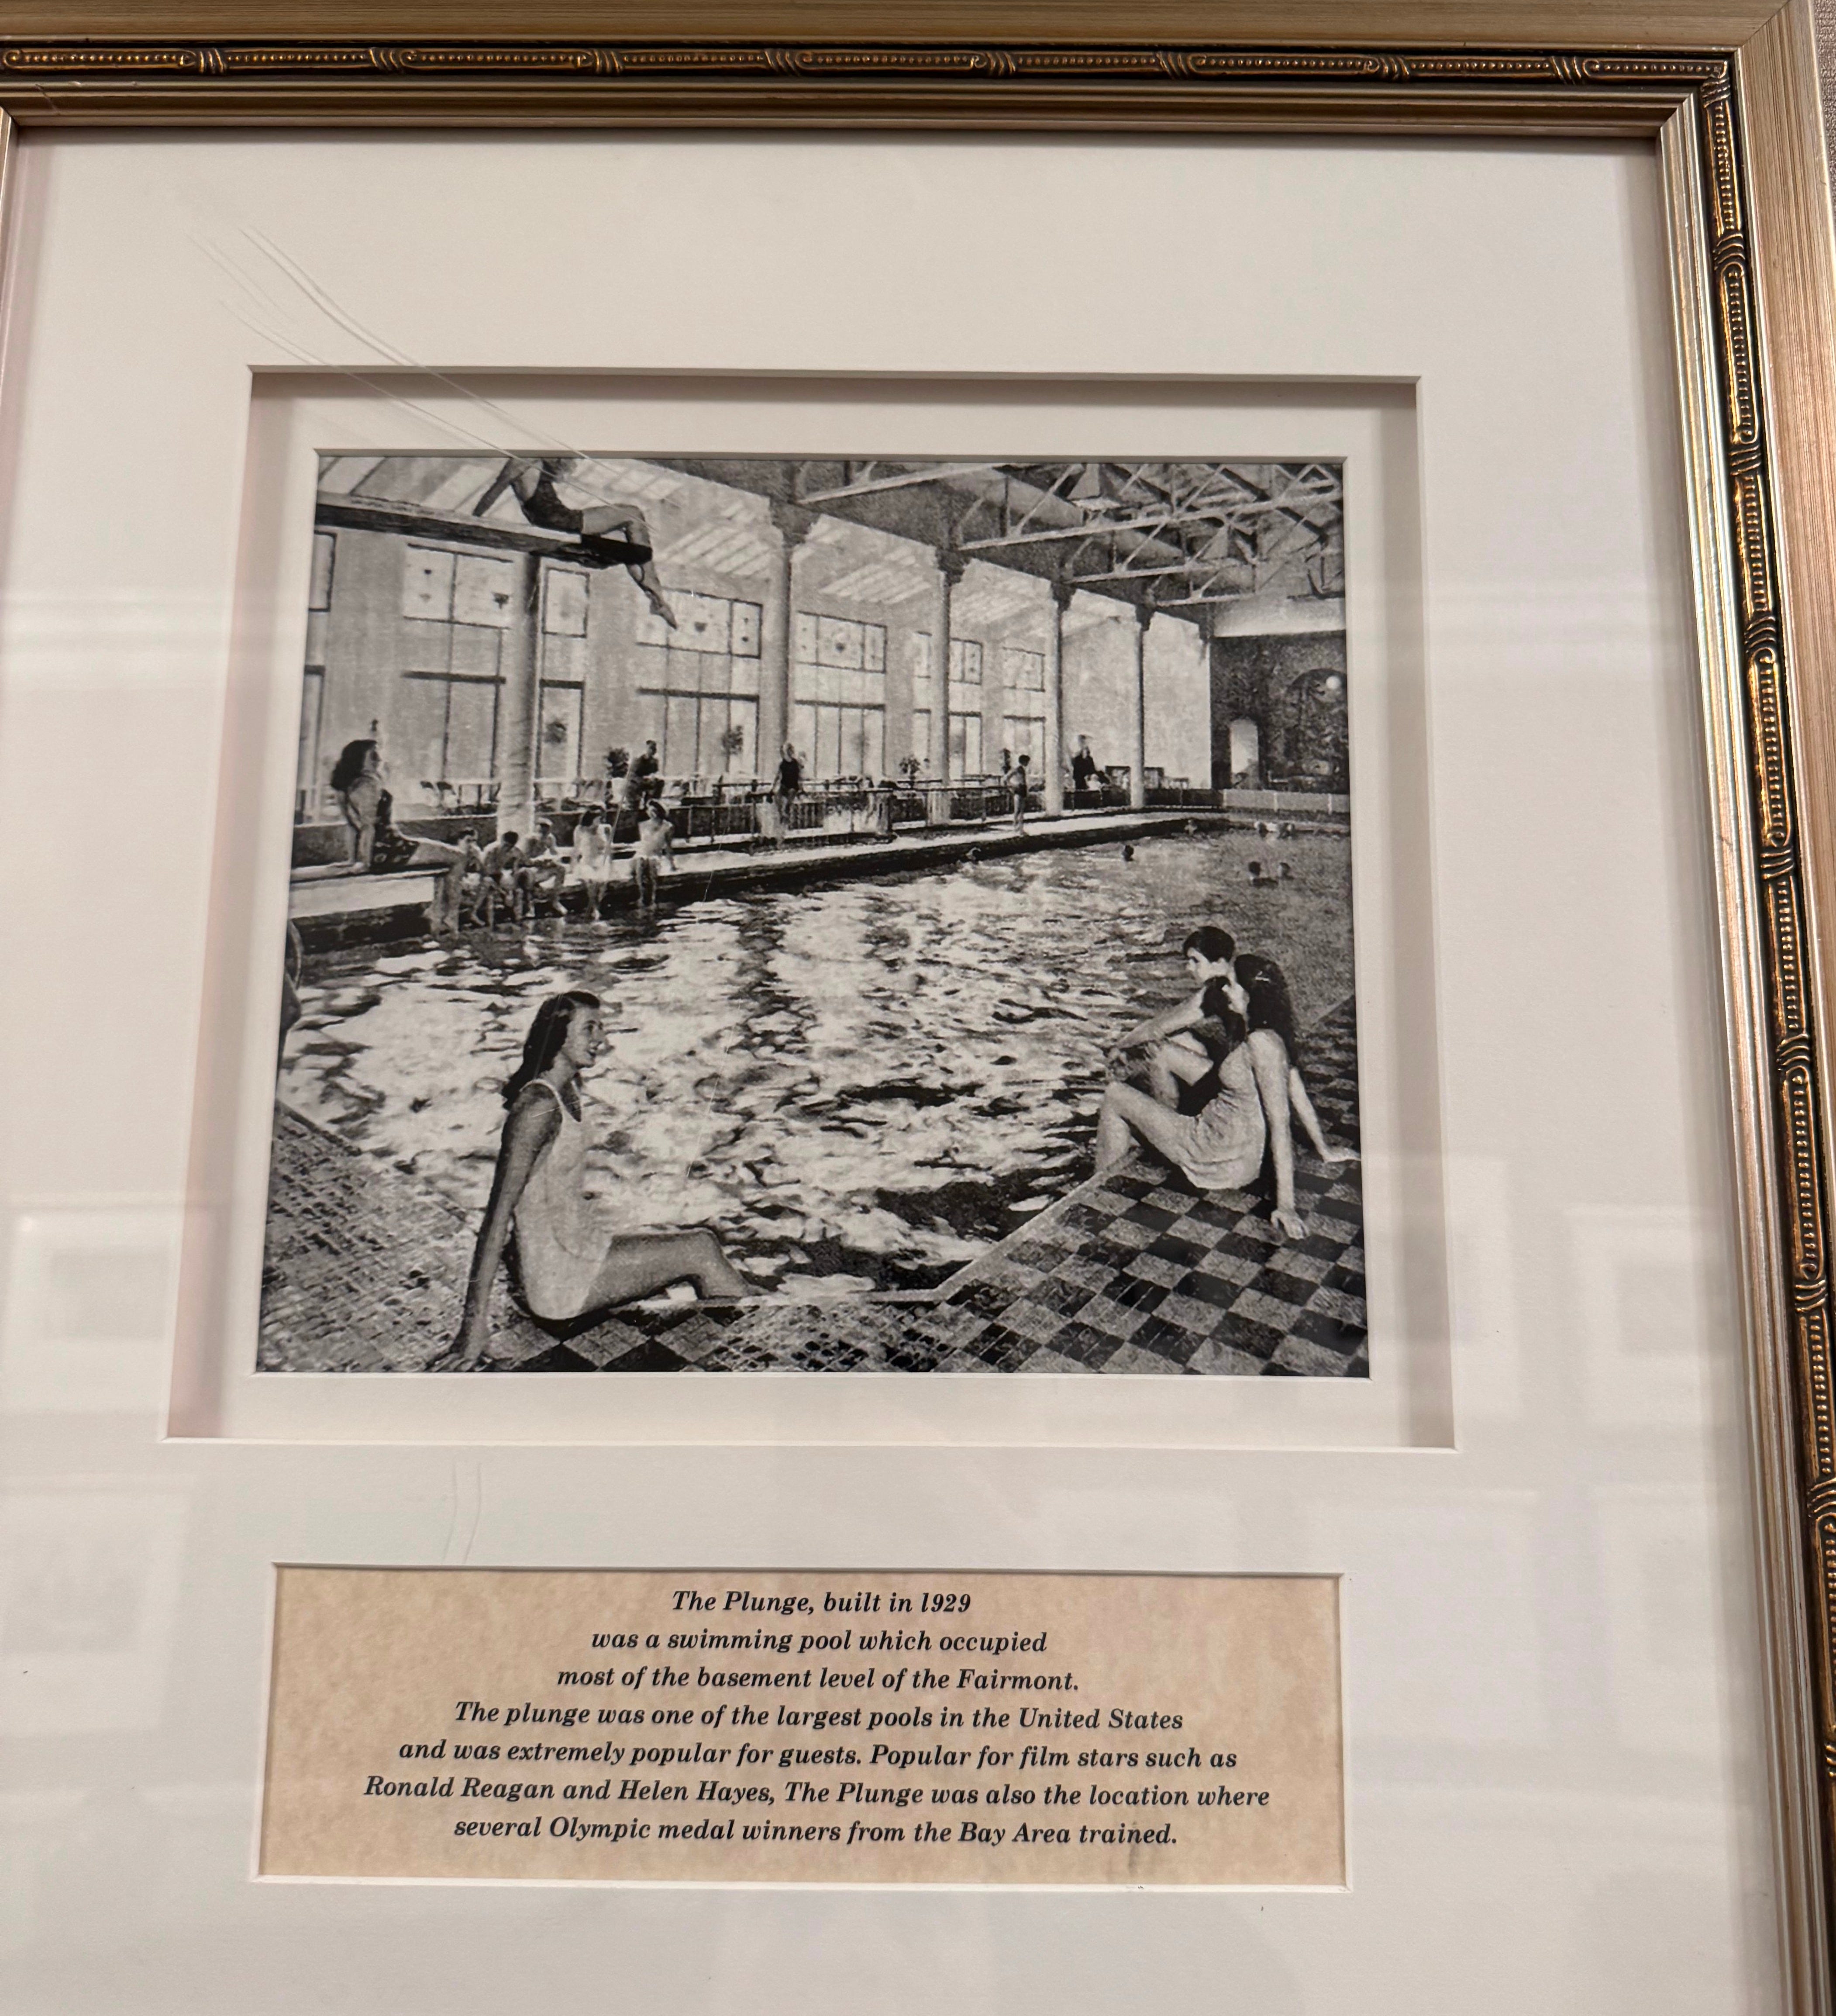 The Plunge, built in 1929
was a swimming pool which occupied
most of the basement level of the Fairmont.
The plunge was one of the largest pools in the United States
and was extremely popular for guests. Popular for film stars such as
Ronald Reagan and Helen Hayes, The Plunge was also the location where
several Olympic medal winners from the Bay Area trained.